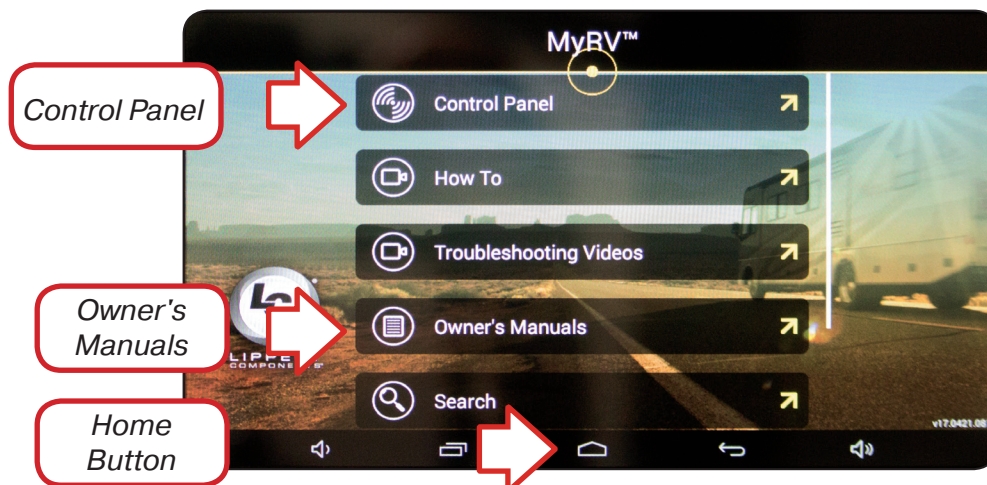 MyRV™
Control Panel
Control Panel
How To
Troubleshooting Videos
Owner's
Manuals
Owner's Manuals
COMPONENTS®
Home
Button
Search
v17.0421.08